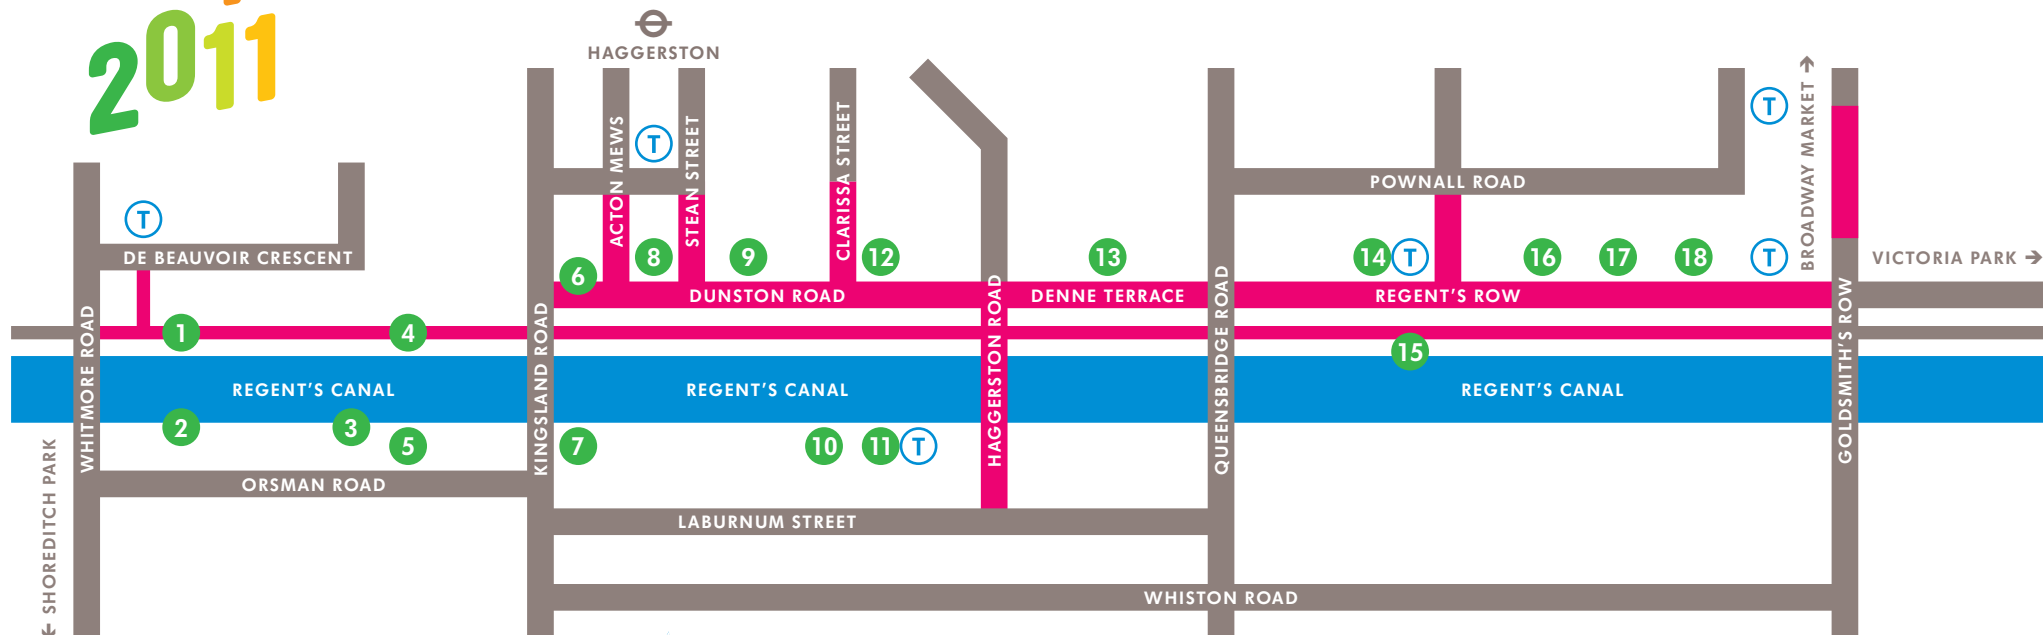 2011
HAGGERSTON
ACTON MEWS
T
STEAN STREET
CLARISSA STREET
T
BROADWAY MARKET →
POWNALL ROAD
T
DE BEAUVOIR CRESCENT
6
8
9
12
13
14
T
16
17
18
T
VICTORIA PARK →
DUNSTON ROAD
DENNE TERRACE
REGENT'S ROW
WHITMORE ROAD
1
4
KINGSLAND ROAD
HAGGERSTON ROAD
QUEENSBRIDGE ROAD
15
GOLDSMITH'S ROW
REGENT'S CANAL
REGENT'S CANAL
REGENT'S CANAL
2
3
5
7
10
11
T
← SHOREDITCH PARK
ORSMAN ROAD
LABURNUM STREET
WHISTON ROAD